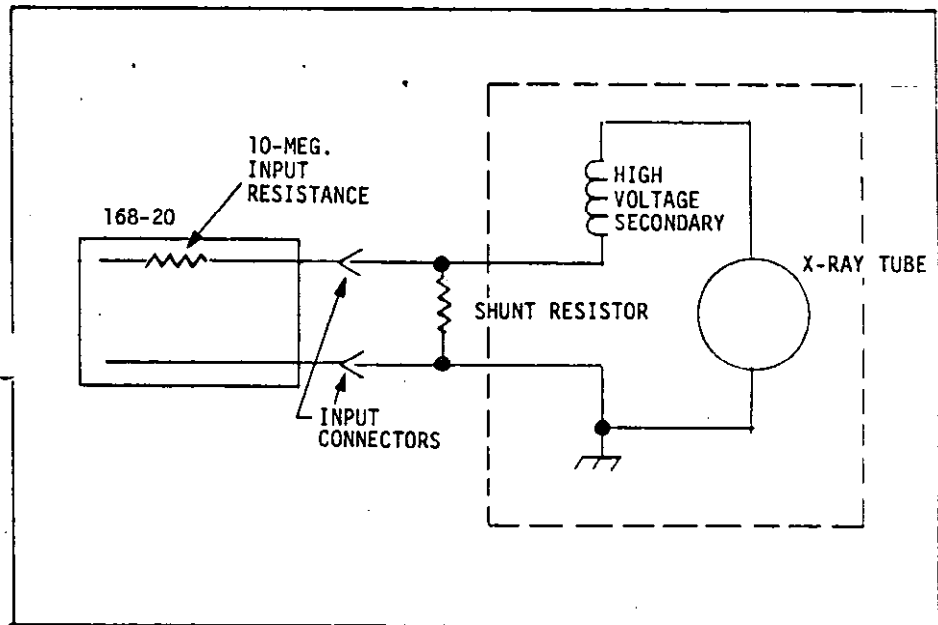 10-MEG.
INPUT
RESISTANCE
168-20
HIGH
VOLTAGE
SECONDARY
X-RAY TUBE
SHUNT RESISTOR
INPUT
CONNECTORS